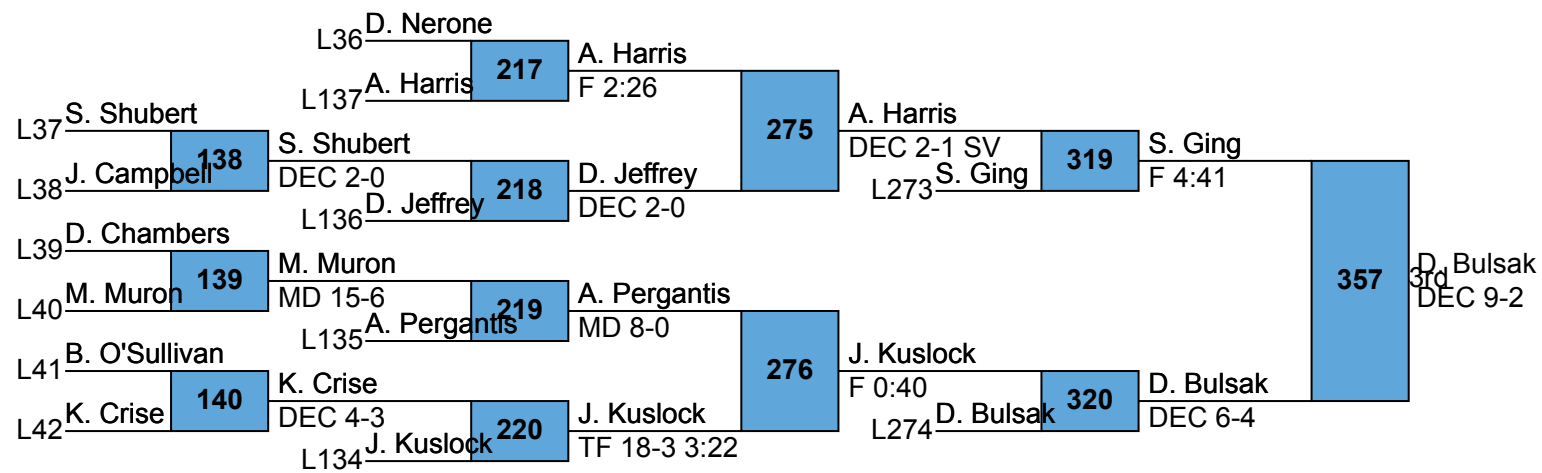 D. Nerone
L36
217
A. Harris
F 2:26
A. Harris
L137
275
A. Harris
DEC 2-1 SV
S. Shubert
L37
138
S. Shubert
DEC 2-0
J. Campbell
L38
218
D. Jeffrey
DEC 2-0
D. Jeffrey
L136
319
S. Ging
F 4:41
S. Ging
L273
D. Chambers
L39
139
M. Muron
MD 15-6
M. Muron
L40
219
A. Pergantis
MD 8-0
A. Pergantis
L135
357
D. Bulsak
3rd
DEC 9-2
B. O'Sullivan
L41
140
K. Crise
DEC 4-3
K. Crise
L42
220
J. Kuslock
TF 18-3 3:22
J. Kuslock
L134
276
J. Kuslock
F 0:40
320
D. Bulsak
DEC 6-4
D. Bulsak
L274